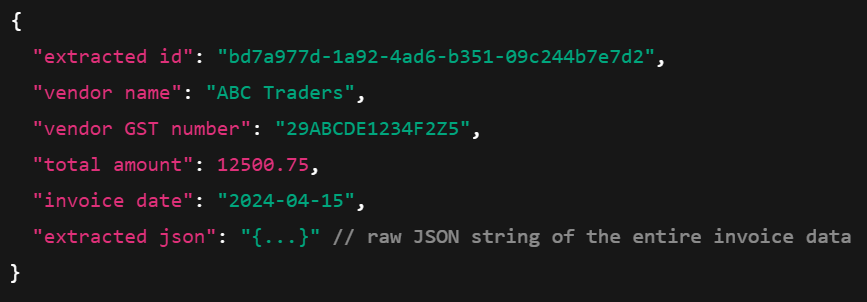 {
"extracted id": "bd7a977d-1a92-4ad6-b351-09c244b7e7d2",
"vendor name": "ABC Traders",
"vendor GST number": "29ABCDE1234F2Z5",
"total amount": 12500.75,
"invoice date": "2024-04-15",
"extracted json": "{...}" // raw JSON string of the entire invoice data
}